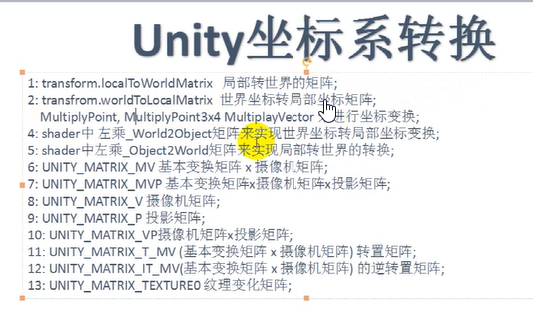 Unity坐标系转换
1: transform.localToWorldMatrix 局部转世界的矩阵;
2: transfrom.worldToLocalMatrix 世界坐标转局部坐标矩阵;
MultiplyPoint, MultiplyPoint3x4 MultiplayVector 进行坐标变换;
4: shader中 左乘_World2Object矩阵来实现世界坐标转局部坐标变换;
5: shader中左乘_Object2World矩阵来实现局部转世界的转换;
6: UNITY_MATRIX_MV 基本变换矩阵 x 摄像机矩阵;
7: UNITY_MATRIX_MVP 基本变换矩阵x摄像机矩阵x投影矩阵;
8: UNITY_MATRIX_V 摄像机矩阵;
9: UNITY_MATRIX_P 投影矩阵;
10: UNITY_MATRIX_VP摄像机矩阵x投影矩阵;
11: UNITY_MATRIX_T_MV (基本变换矩阵 x 摄像机矩阵) 转置矩阵;
12: UNITY_MATRIX_IT_MV(基本变换矩阵 x 摄像机矩阵) 的逆转置矩阵;
13: UNITY_MATRIX_TEXTURE0 纹理变化矩阵;